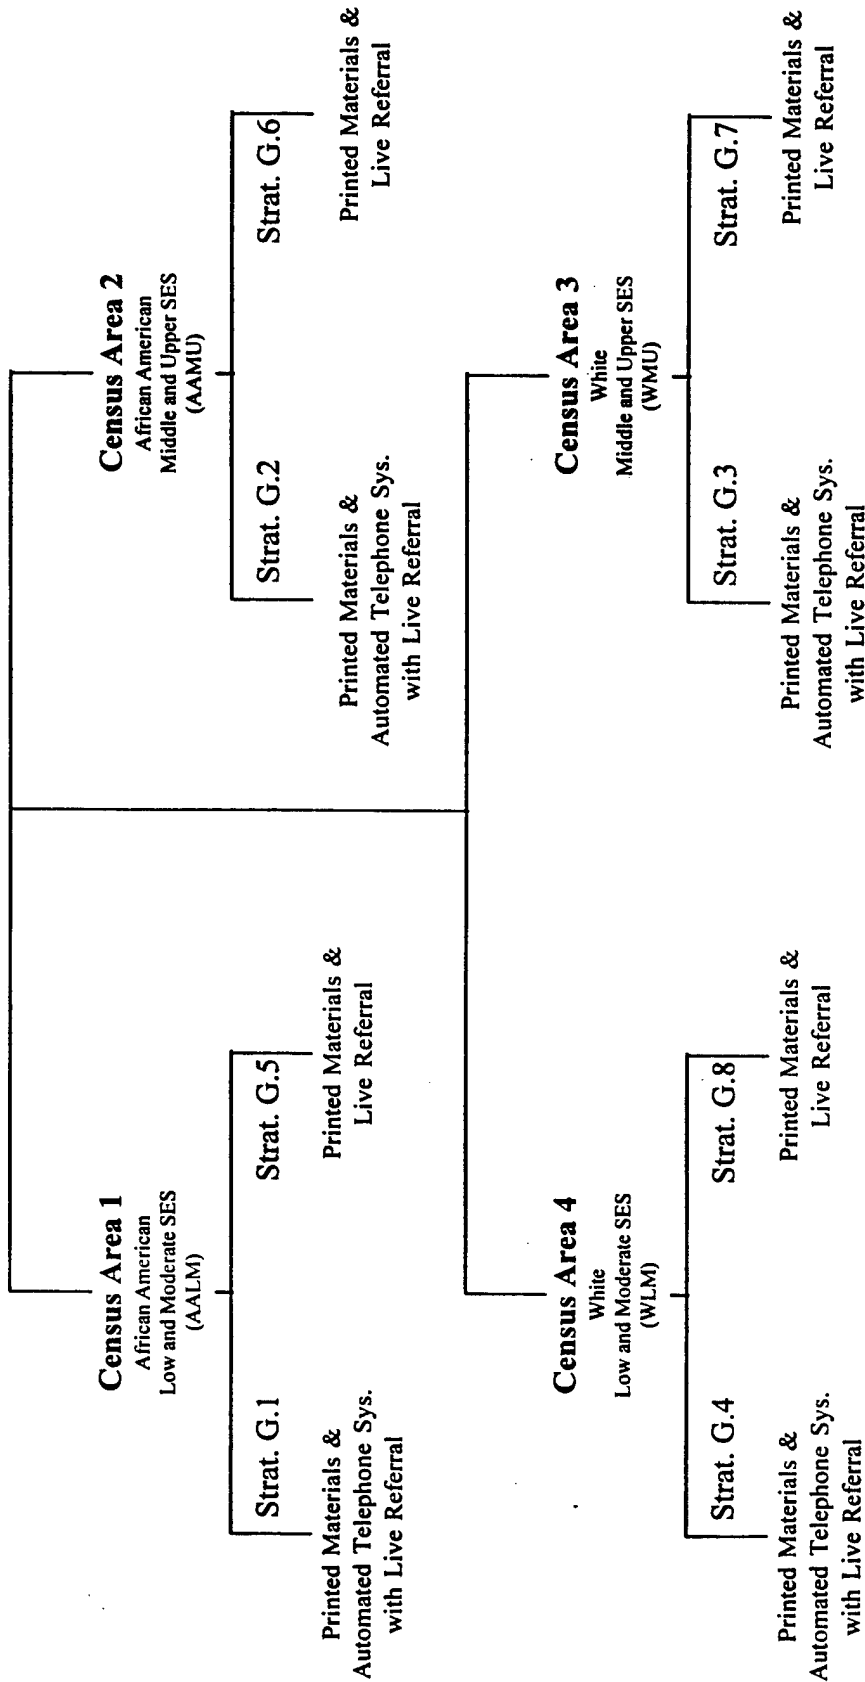 Census Area 1
African American
Low and Moderate SES
(AALM)
Strat. G.1
Printed Materials &
Automated Telephone Sys.
with Live Referral
Strat. G.5
Printed Materials &
Live Referral
Census Area 2
African American
Middle and Upper SES
(AAMU)
Strat. G.2
Printed Materials &
Automated Telephone Sys.
with Live Referral
Strat. G.6
Printed Materials &
Live Referral
Census Area 4
White
Low and Moderate SES
(WLM)
Strat. G.4
Printed Materials &
Automated Telephone Sys.
with Live Referral
Strat. G.8
Printed Materials &
Live Referral
Census Area 3
White
Middle and Upper SES
(WMU)
Strat. G.3
Printed Materials &
Automated Telephone Sys.
with Live Referral
Strat. G.7
Printed Materials &
Live Referral